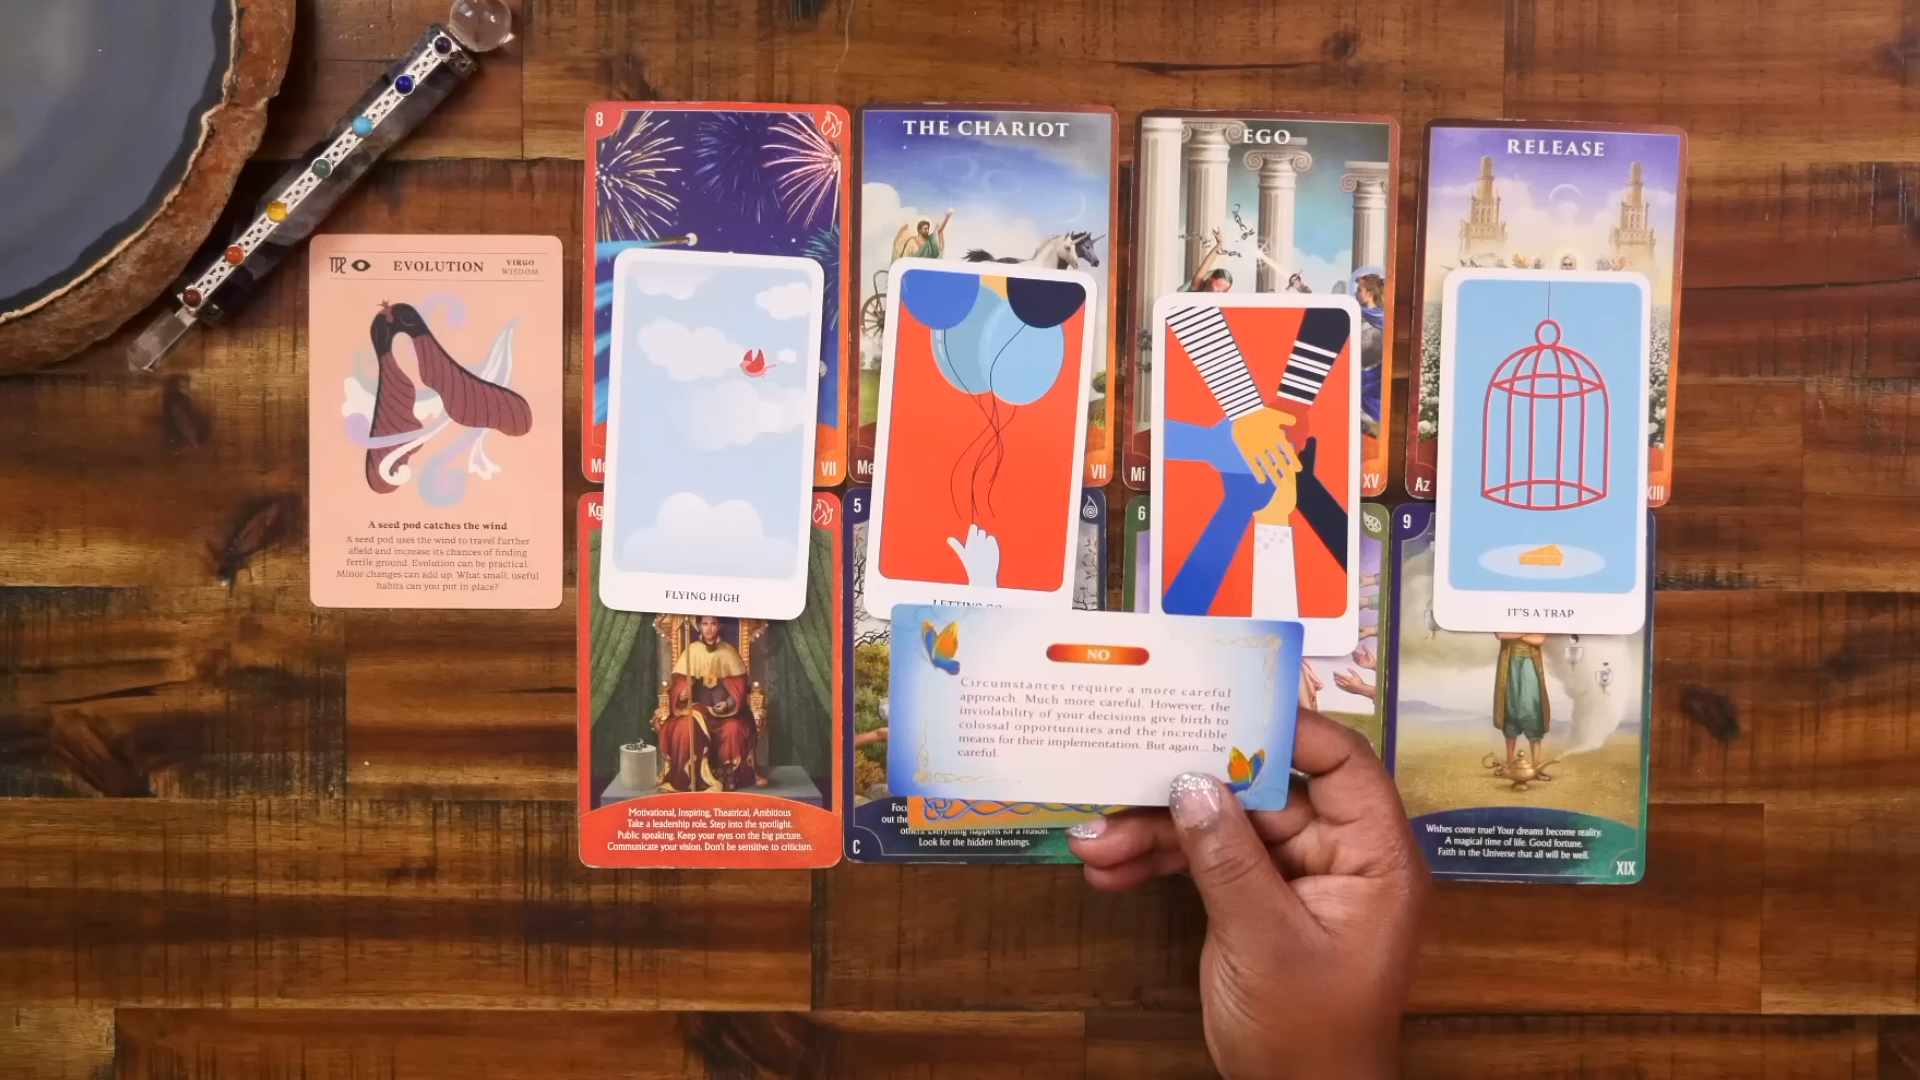 EVOLUTION
VIRGO
WISDOM
A seed pod catches the wind
A seed pod uses the wind to travel further
afield and increase its chances of finding
fertile ground. Evolution can be practical.
Minor changes can add up. What small, useful
habits can you put in place?
8
VII
FLYING HIGH
Kg
Motivational, Inspiring, Theatrical, Ambitious
Take a leadership role. Step into the spotlight.
Public speaking. Keep your eyes on the big picture.
Communicate your vision. Don't be sensitive to criticism.
THE CHARIOT
VII
5
C
others. Everything happens for a reason.
Look for the hidden blessings.
EGO
Mi
XV
6
NO
Circumstances require a more careful
approach. Much more careful. However, the
inviolability of your decisions give birth to
colossal opportunities and the incredible
means for their implementation. But again... be
careful.
RELEASE
Az
XIII
IT'S A TRAP
9
Wishes come true! Your dreams become reality.
A magical time of life. Good fortune.
Faith in the Universe that all will be well.
XIX